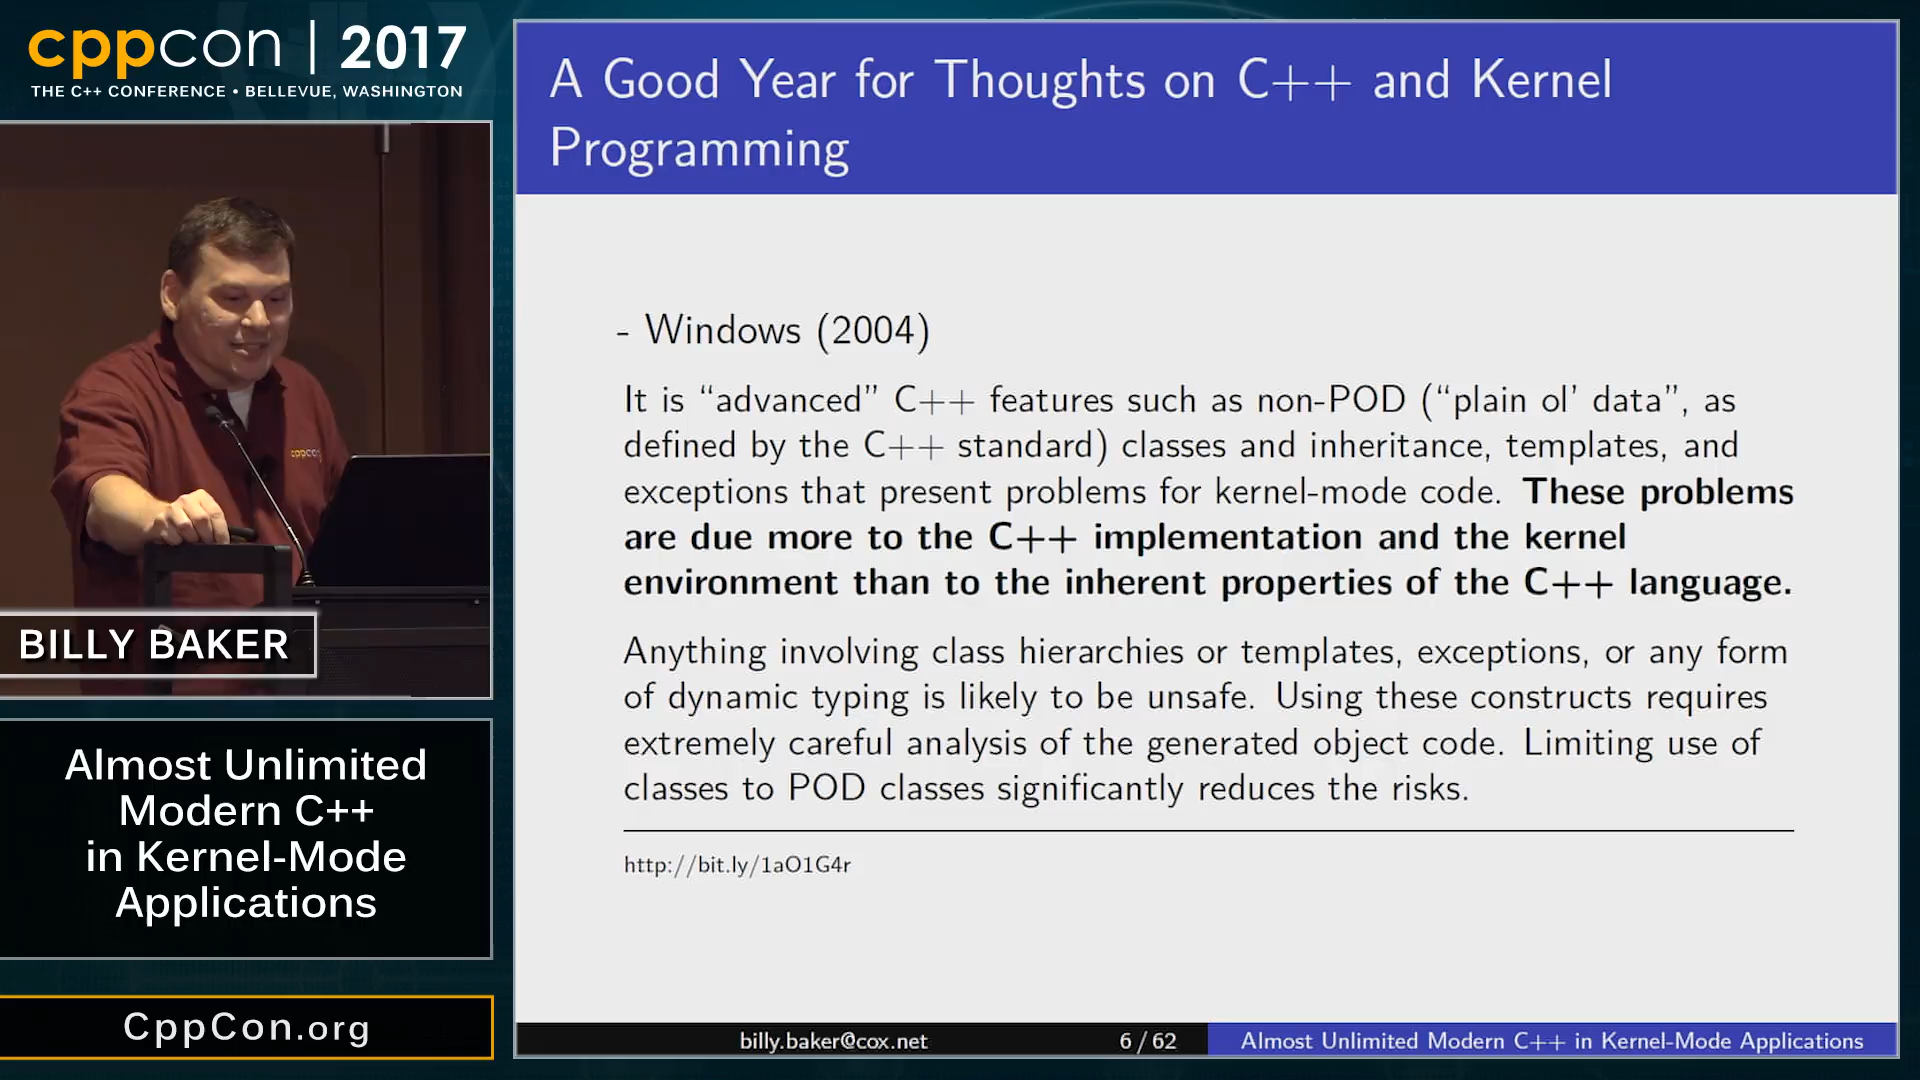 cppcon | 2017
THE C++ CONFERENCE • BELLEVUE, WASHINGTON
cppcon
BILLY BAKER
Almost Unlimited
Modern C++
in Kernel-Mode
Applications
CppCon.org
A Good Year for Thoughts on C++ and Kernel
Programming
- Windows (2004)
It is “advanced” C++ features such as non-POD (“plain ol’ data”, as
defined by the C++ standard) classes and inheritance, templates, and
exceptions that present problems for kernel-mode code. These problems
are due more to the C++ implementation and the kernel
environment than to the inherent properties of the C++ language.
Anything involving class hierarchies or templates, exceptions, or any form
of dynamic typing is likely to be unsafe. Using these constructs requires
extremely careful analysis of the generated object code. Limiting use of
classes to POD classes significantly reduces the risks.
http://bit.ly/1aO1G4r
billy.baker@cox.net
6 / 62
Almost Unlimited Modern C++ in Kernel-Mode Applications